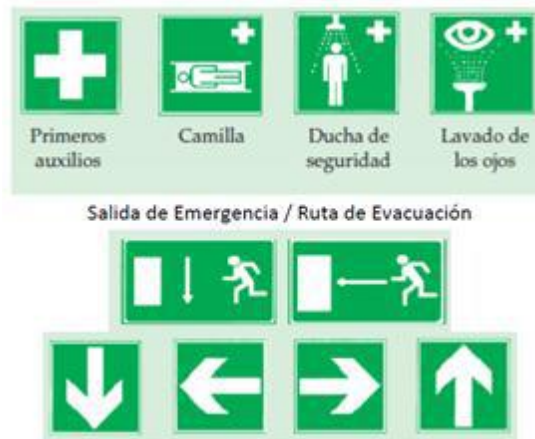 Primeros auxilios
Camilla
Ducha de seguridad
Lavado de los ojos
Salida de Emergencia / Ruta de Evacuación